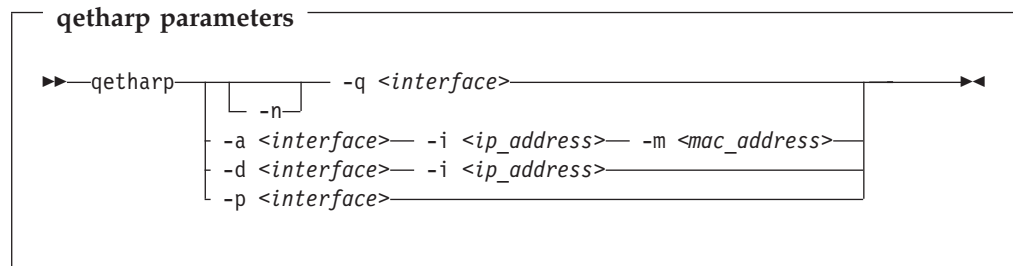 qetharp parameters
qetharp -q <interface>
-n
-a <interface> -i <ip_address> -m <mac_address>
-d <interface> -i <ip_address>
-p <interface>